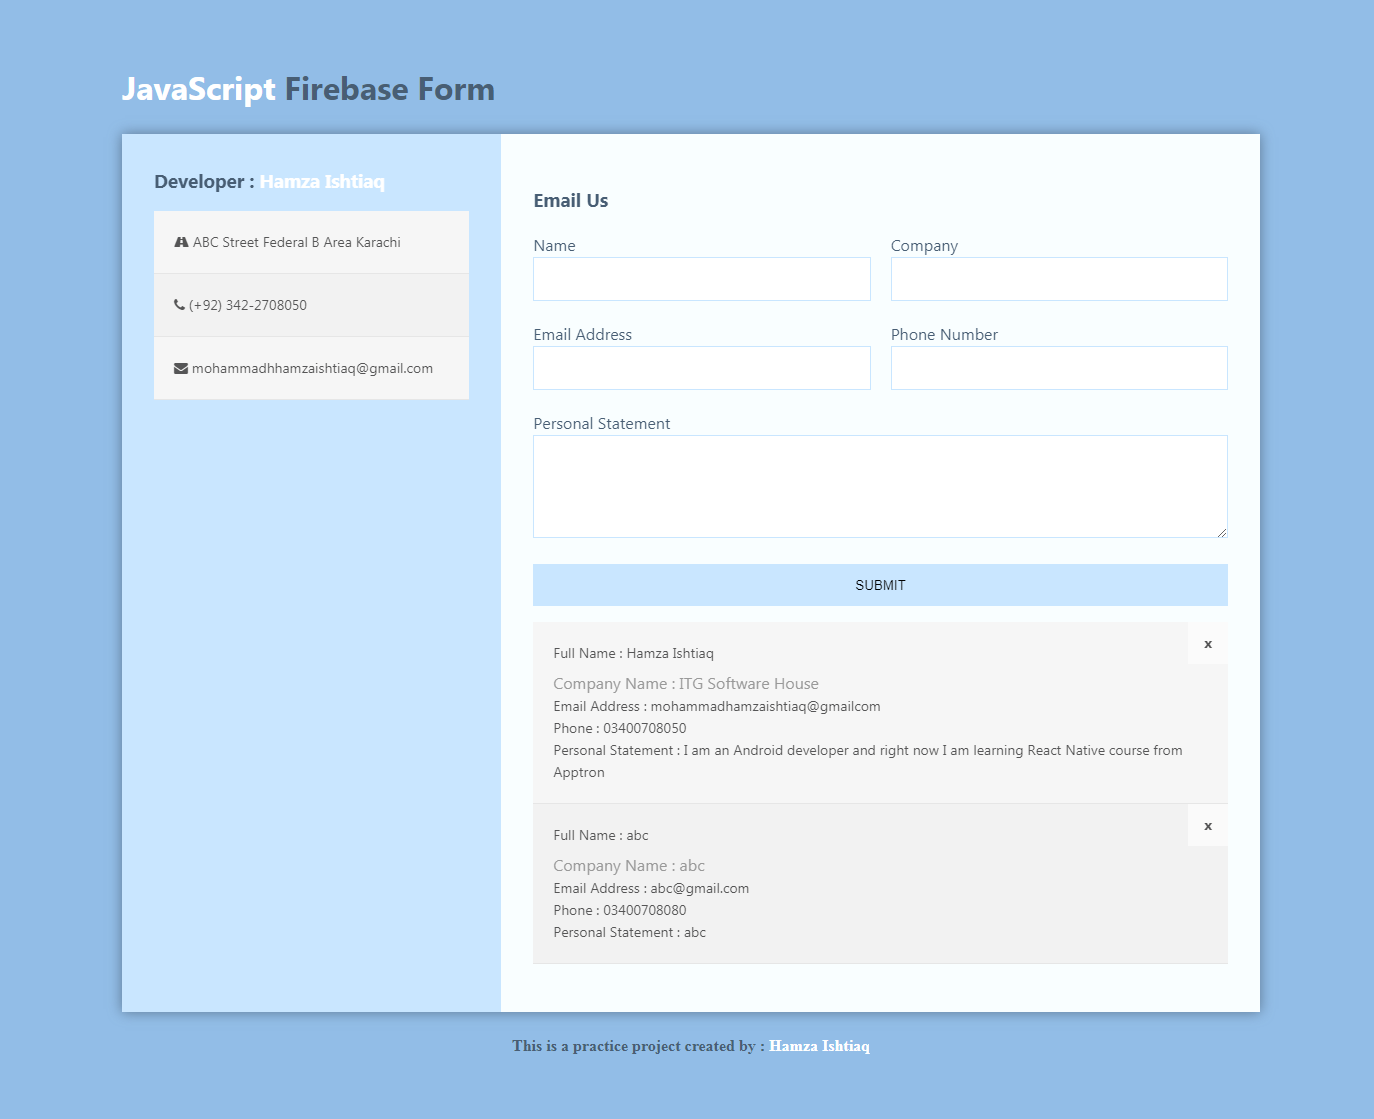 JavaScript Firebase Form
Developer : Hamza Ishtiaq
ABC Street Federal B Area Karachi
(+92) 342-2708050
mohammadhhamzaishtiaq@gmail.com
Email Us
Name
Company
Email Address
Phone Number
Personal Statement
SUBMIT
x
Full Name : Hamza Ishtiaq
Company Name : ITG Software House
Email Address : mohammadhamzaishtiaq@gmailcom
Phone : 03400708050
Personal Statement : I am an Android developer and right now I am learning React Native course from
Apptron
x
Full Name : abc
Company Name : abc
Email Address : abc@gmail.com
Phone : 03400708080
Personal Statement : abc
This is a practice project created by : Hamza Ishtiaq